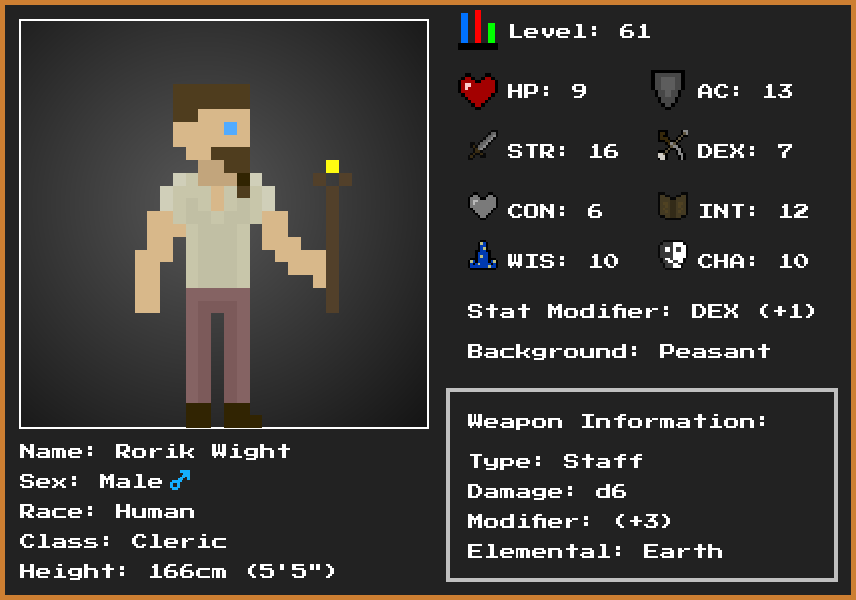 Level: 61
HP: 9
AC: 13
STR: 16
DEX: 7
CON: 6
INT: 12
WIS: 10
CHA: 10
Stat Modifier: DEX (+1)
Background: Peasant
Weapon Information:
Type: Staff
Damage: d6
Modifier: (+3)
Elemental: Earth
Name: Rorik Wight
Sex: Male♂
Race: Human
Class: Cleric
Height: 166cm (5'5")